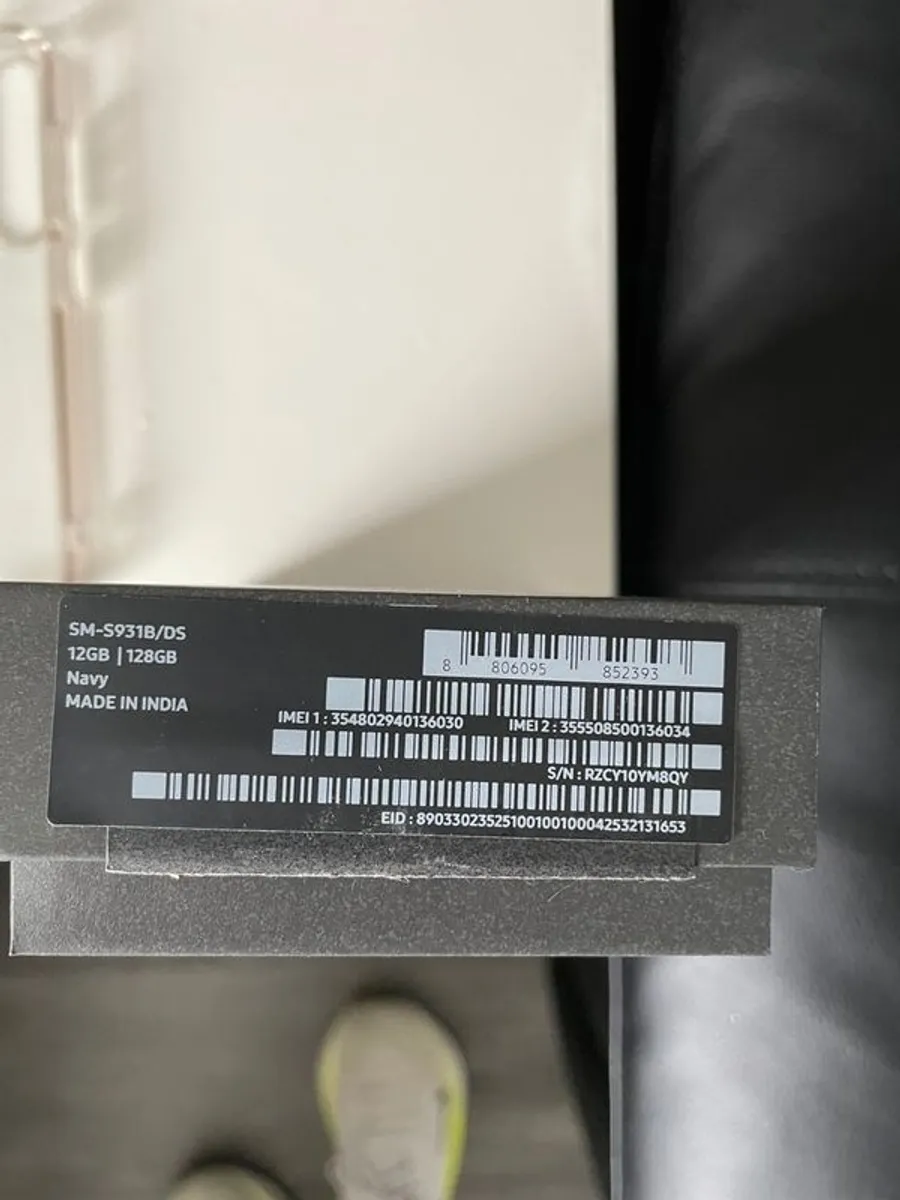 SM-S931B/DS
12GB | 128GB
Navy
MADE IN INDIA
8 806095 852393
IMEI 1 : 354802940136030 IMEI 2 : 355508500136034
S/N : RZCY10YM8QY
EID : 89033023525100100100042532131653